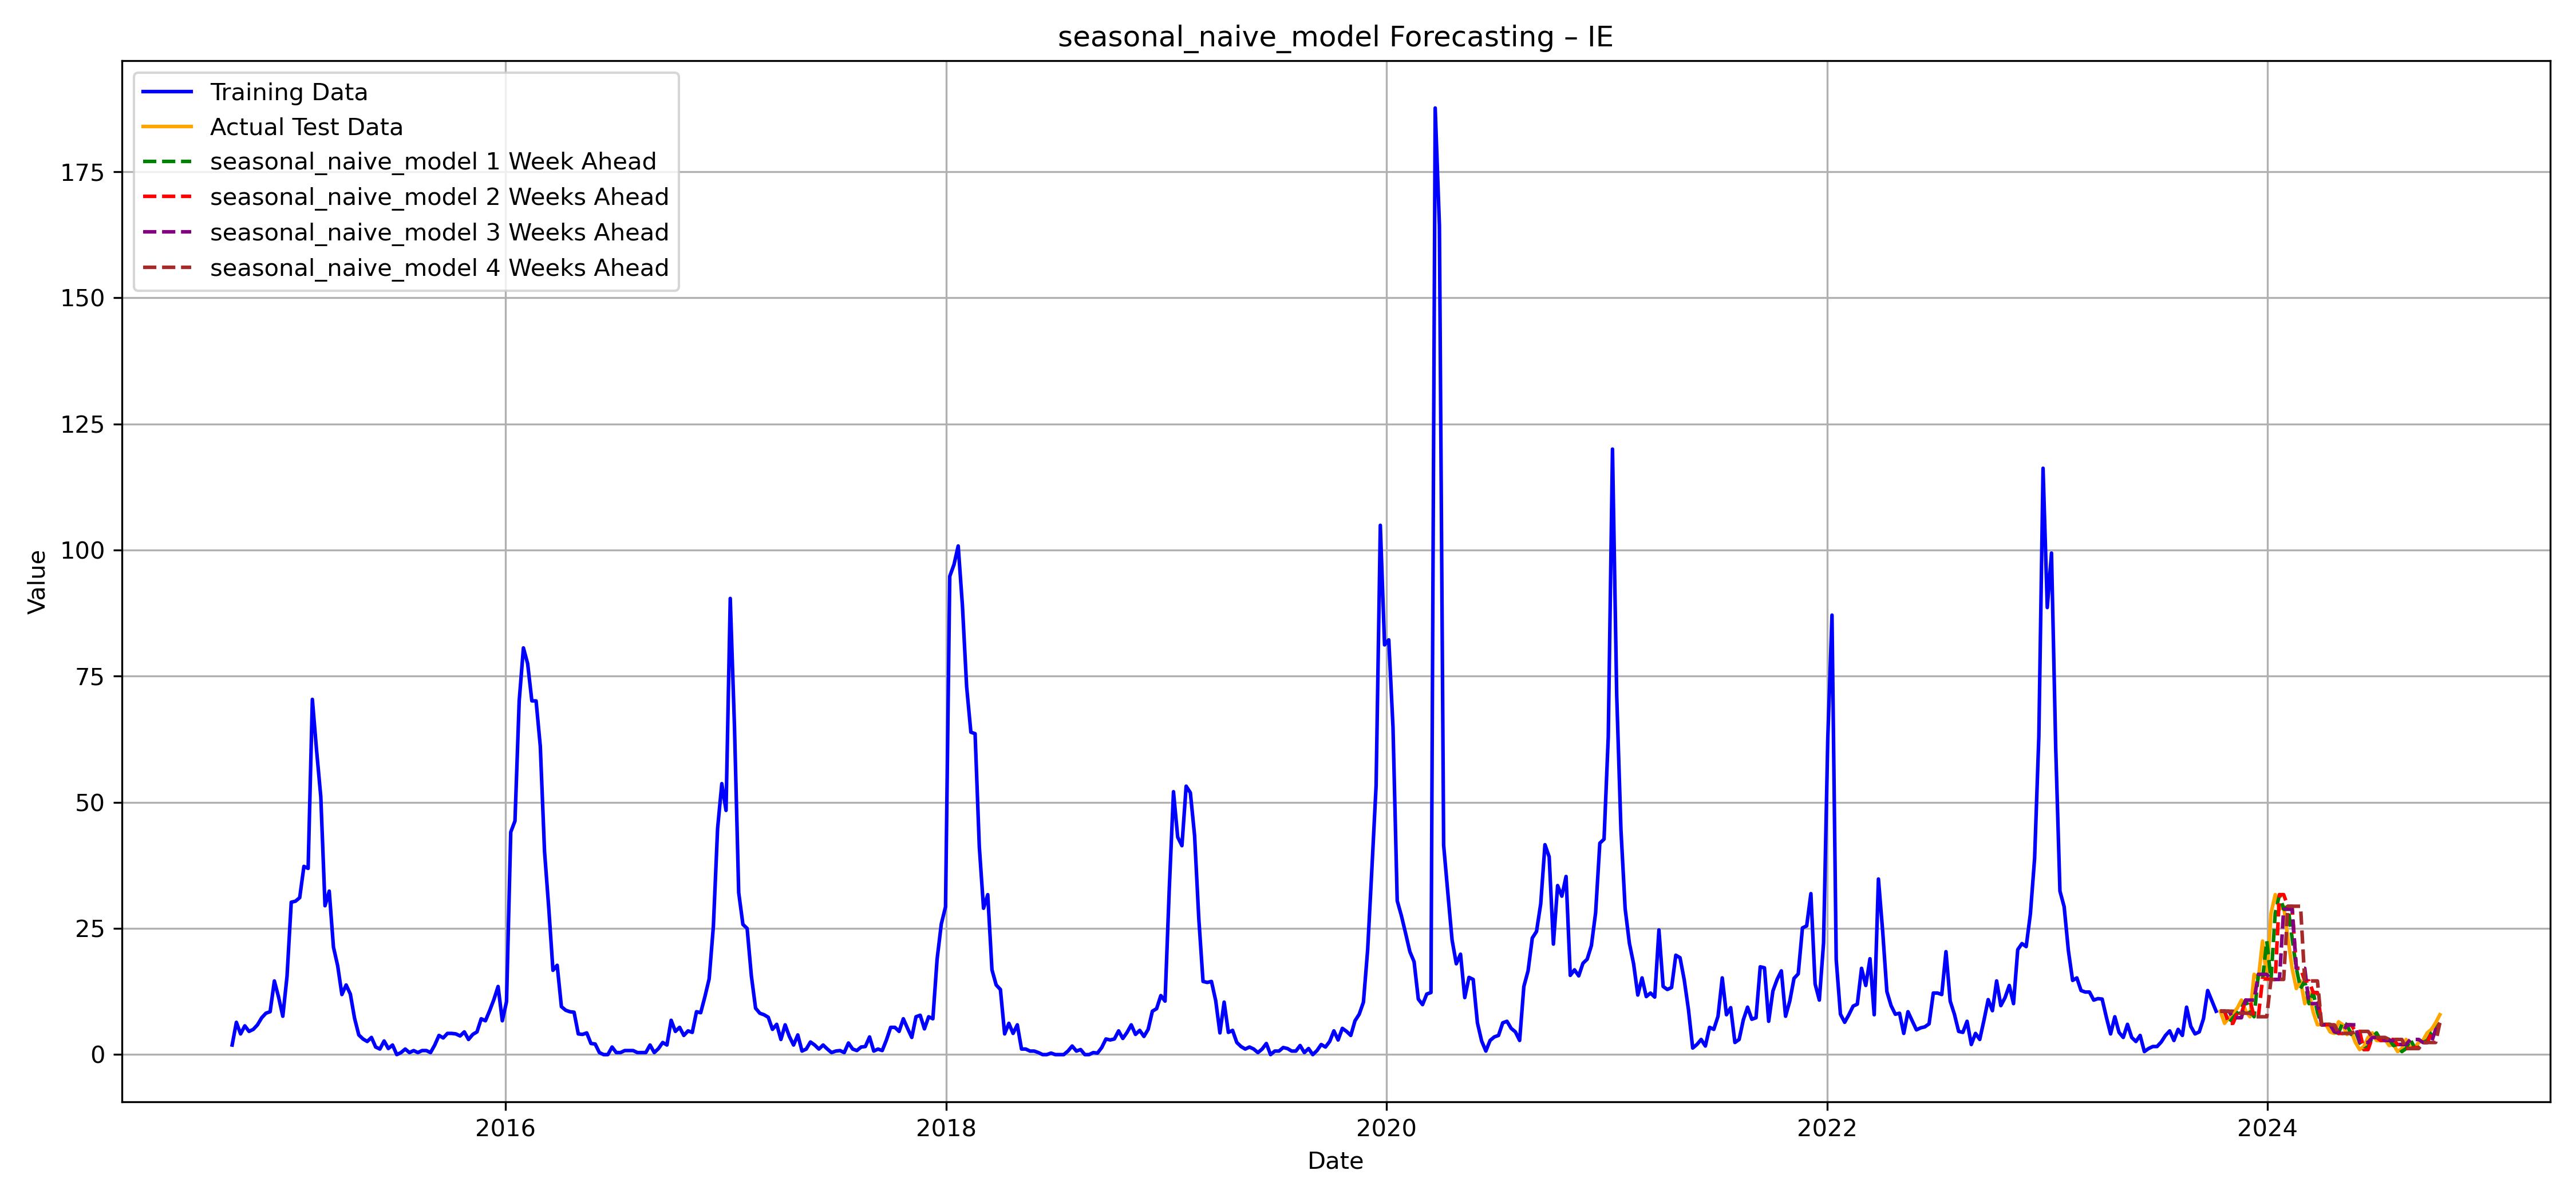 seasonal_naive_model Forecasting – IE
Training Data
Actual Test Data
seasonal_naive_model 1 Week Ahead
seasonal_naive_model 2 Weeks Ahead
seasonal_naive_model 3 Weeks Ahead
seasonal_naive_model 4 Weeks Ahead
175
150
125
100
75
50
25
0
Value
2016
2018
2020
2022
2024
Date